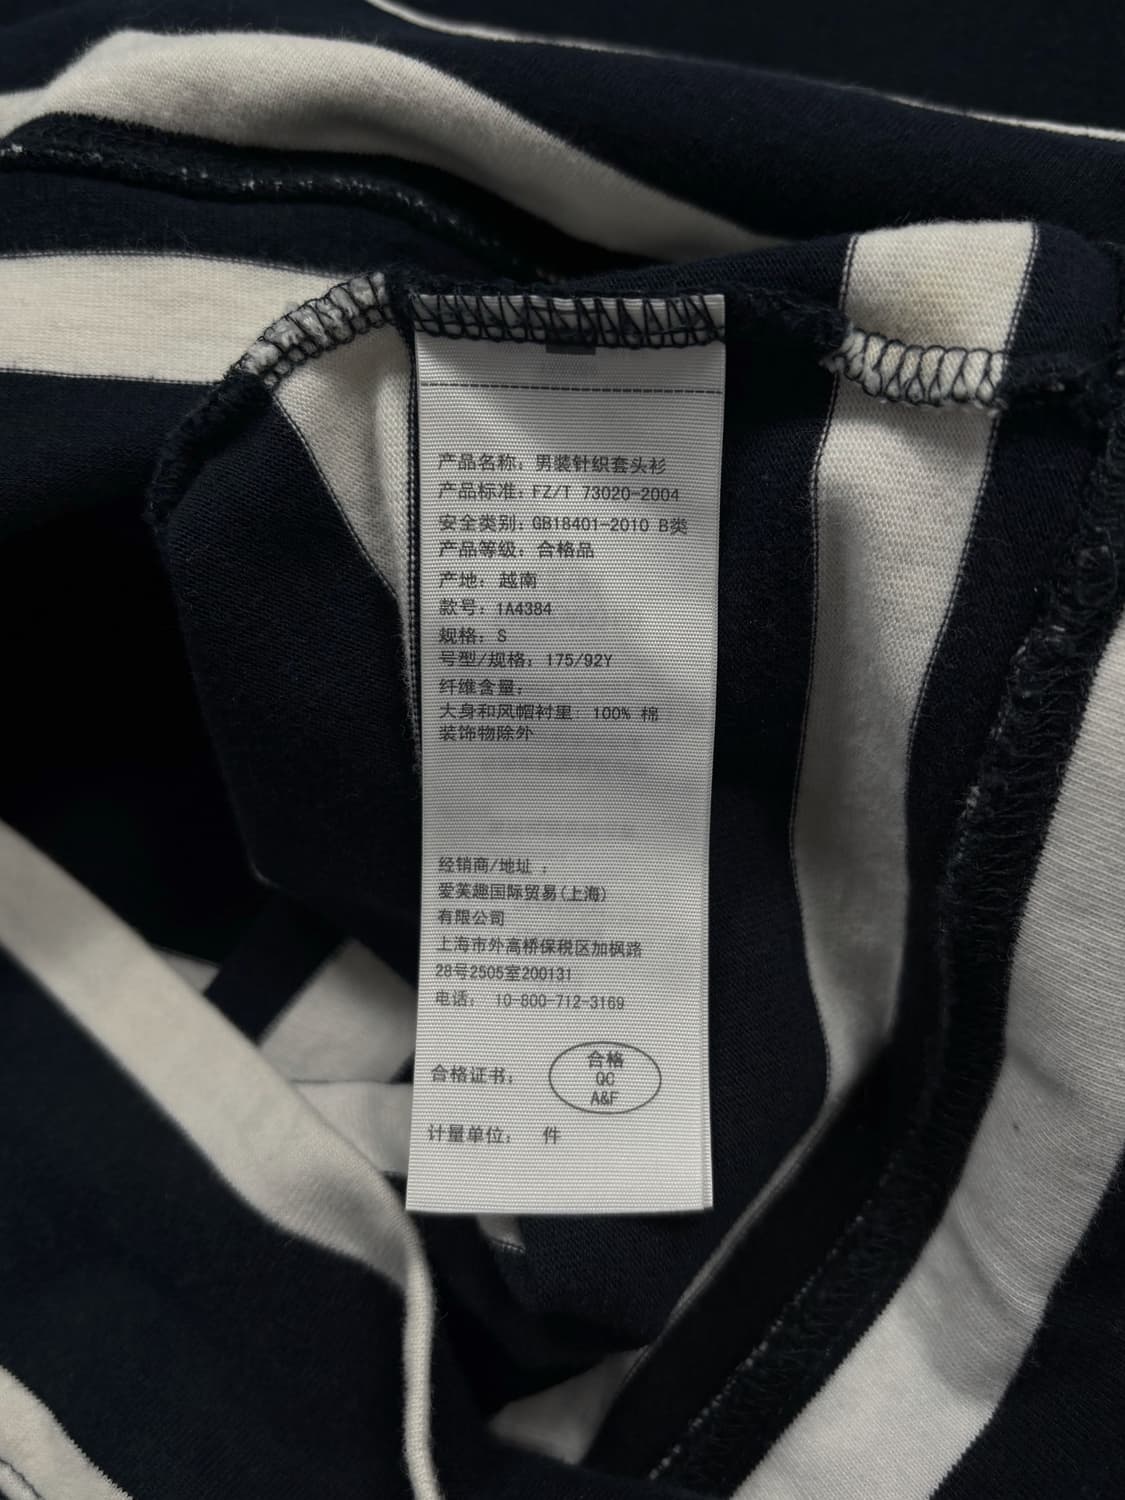 产品名称：男装针织套头衫
产品标准：FZ/T 73020-2004
安全类别：GB18401-2010 B类
产品等级：合格品
产地：越南
款号：1A4384
规格：S
号型/规格：175/92Y
纤维含量：
大身和风帽衬里：100% 棉
装饰物除外
经销商/地址：
爱芙趣国际贸易(上海)
有限公司
上海市外高桥保税区加枫路
28号2505室200131
电话： 10-800-712-3169
合格证书：
合格
QC
A&F
计量单位： 件